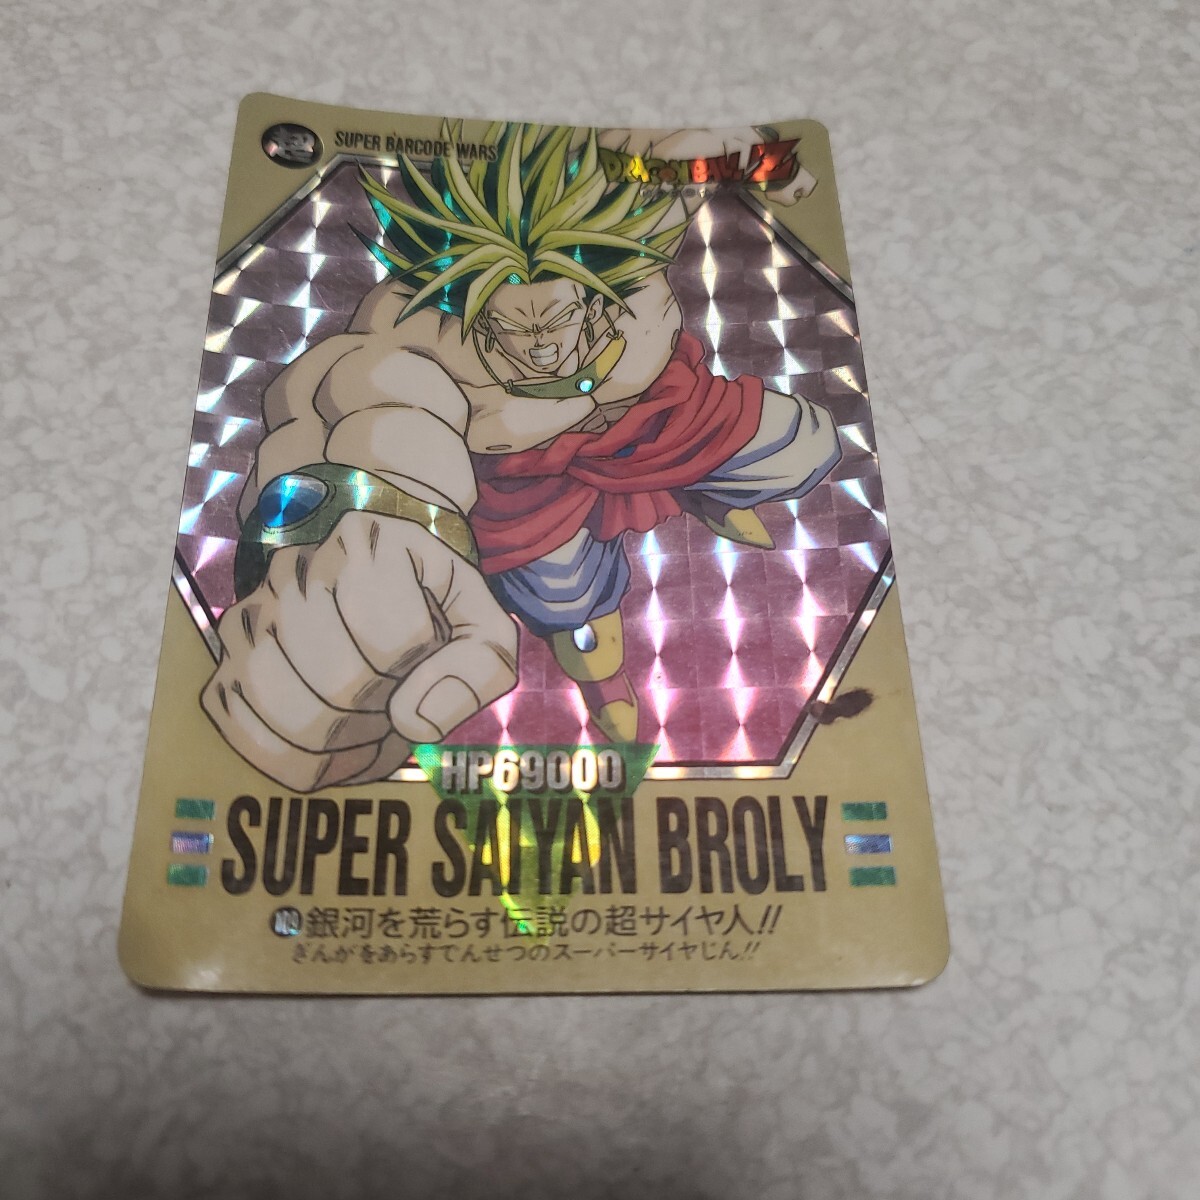 超
SUPER BARCODE WARS
DRAGONBALL Z
HP69000
SUPER SAIYAN BROLY
銀河を荒らす伝説の超サイヤ人!!
ぎんがをあらすでんせつのスーパーサイヤじん!!